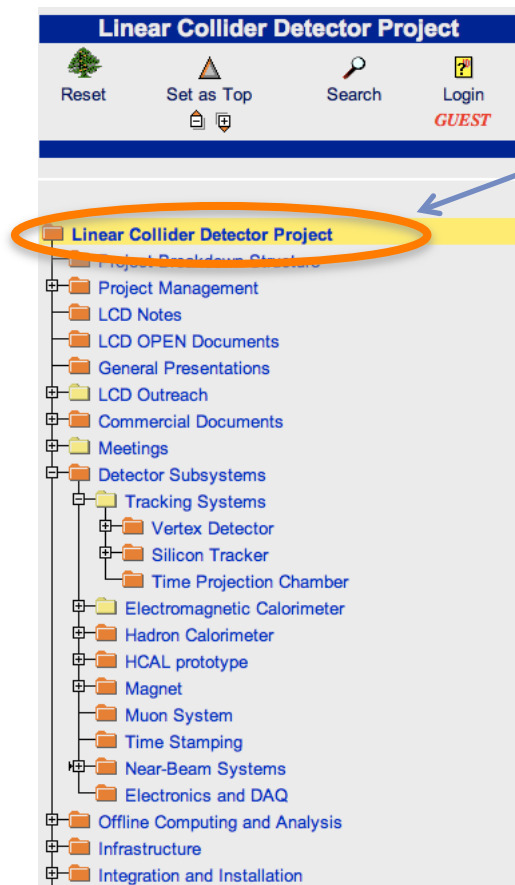 Linear Collider Detector Project
Reset Set as Top Search Login
GUEST
Linear Collider Detector Project
Project Breakdown Structure
Project Management
LCD Notes
LCD OPEN Documents
General Presentations
LCD Outreach
Commercial Documents
Meetings
Detector Subsystems
Tracking Systems
Vertex Detector
Silicon Tracker
Time Projection Chamber
Electromagnetic Calorimeter
Hadron Calorimeter
HCAL prototype
Magnet
Muon System
Time Stamping
Near-Beam Systems
Electronics and DAQ
Offline Computing and Analysis
Infrastructure
Integration and Installation